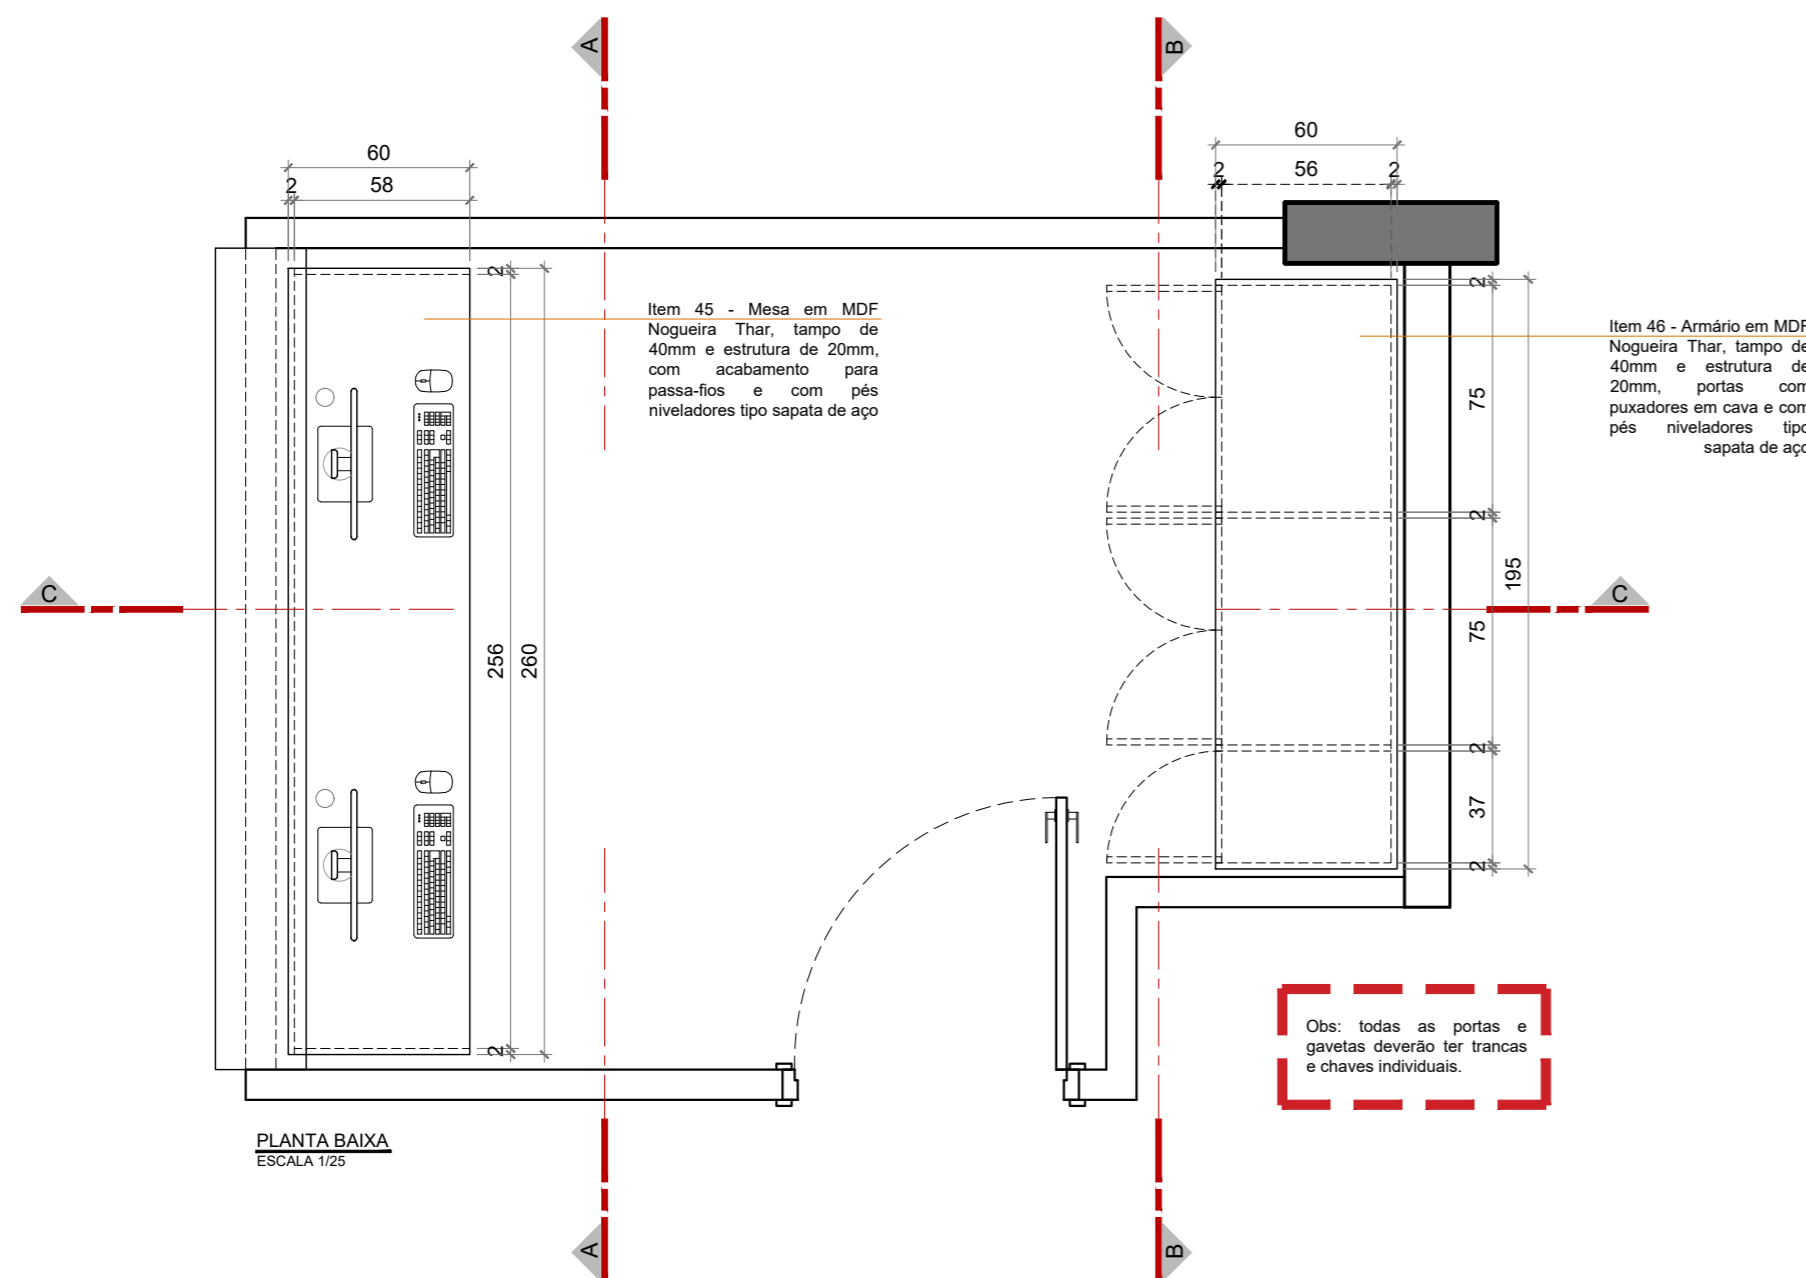 A
B
60
2
58
60
2
56
2
2
2
Item 45 - Mesa em MDF
Nogueira Thar, tampo de
40mm e estrutura de 20mm,
com acabamento para
passa-fios e com pés
niveladores tipo sapata de aço
Item 46 - Armário em MDF
Nogueira Thar, tampo de
40mm e estrutura de
20mm, portas com
puxadores em cava e com
pés niveladores tipo
sapata de aço
75
2
195
C
C
75
256
260
2
37
2
2
Obs: todas as portas e
gavetas deverão ter trancas
e chaves individuais.
PLANTA BAIXA
ESCALA 1/25
A
B